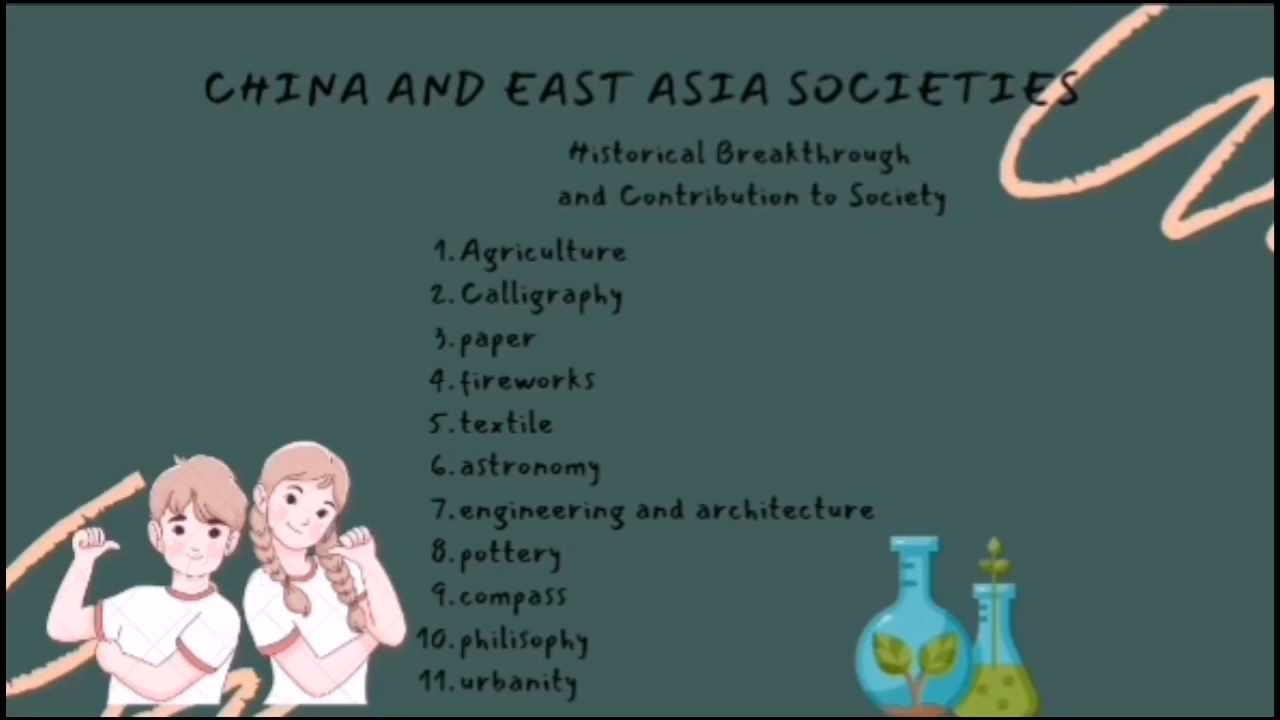 CHINA AND EAST ASIA SOCIETIES
Historical Breakthrough
and Contribution to Society
1. Agriculture
2. Calligraphy
3. paper
4. fireworks
5. textile
6. astronomy
7. engineering and architecture
8. pottery
9. compass
10. philisophy
11. urbanity